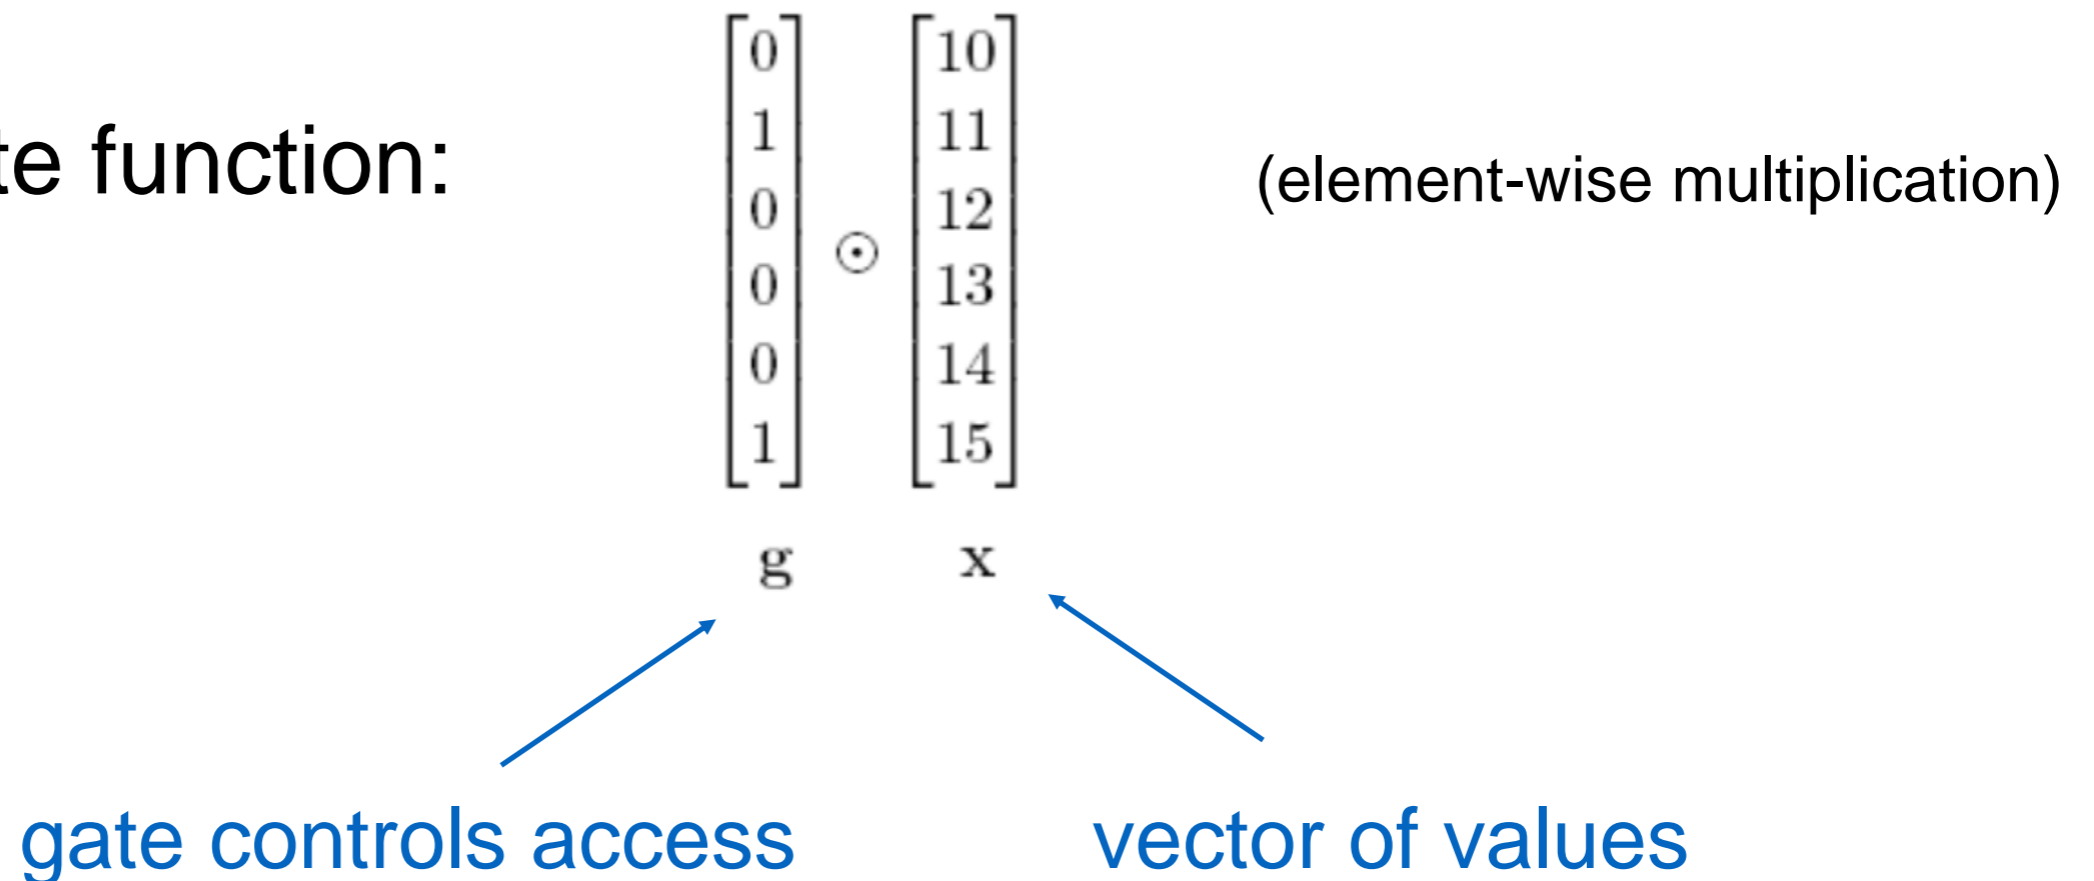 te function:
0 10
1 11
0 12
0 ⊙ 13
0 14
1 15
(element-wise multiplication)
g x
gate controls access
vector of values